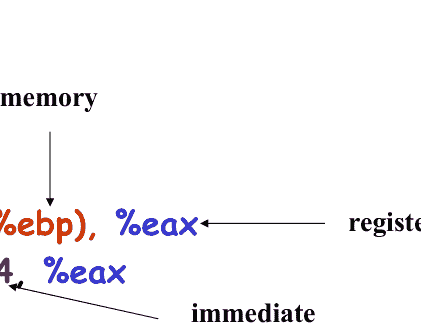 memory
%ebp), %eax
registe
4, %eax
immediate